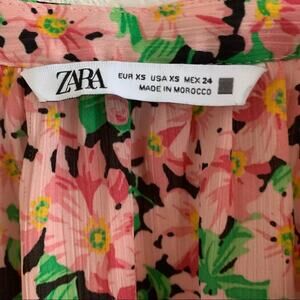 ZARA
EUR XS USA XS MEX 24
MADE IN MOROCCO